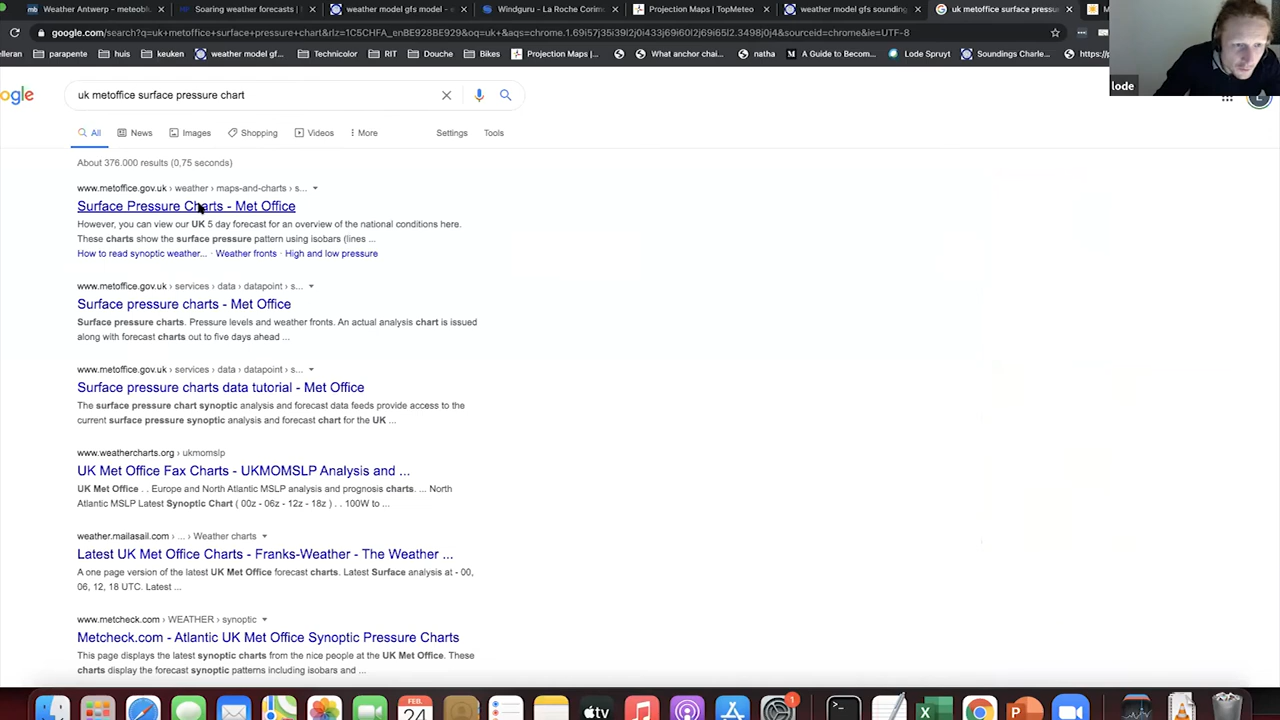 Weather Antwerpen - meteoblu
Soaring weather forecasts |
weather model gfs model -
Windguru - La Roche Corim
Projection Maps | TopMeteo
weather model gfs sounding
uk metoffice surface pressu
google.com/search?q=uk+metoffice+surface+pressure+chart&rlz=1C5CHFA_enBE928BE929&oq=uk+&aqs=chrome.1.69i57j35i39l2j0i433j69i60l2j69i65l2.3498j0j4&sourceid=chrome&ie=UTF-8
elleran parapente huis keuken weather model gfs... Tractor RIT Douche Bikes Projection Maps |... What anchor chai... natha A Guide to Becom... Lode Spruyt Soundings Charle... https://p
lode
ogle uk metoffice surface pressure chart
All News Images Shopping Videos More Settings Tools
About 376.000 results (0,75 seconds)
www.metoffice.gov.uk › weather › maps-and-charts › s...
Surface Pressure Charts - Met Office
However, you can view our UK 5 day forecast for an overview of the national conditions here.
These charts show the surface pressure pattern using isobars (lines ...
How to read synoptic weather... · Weather fronts · High and low pressure
www.metoffice.gov.uk › services › data › datapoint › s...
Surface pressure charts - Met Office
Surface pressure charts. Pressure levels and weather fronts. An actual analysis chart is issued
along with forecast charts out to five days ahead ...
www.metoffice.gov.uk › services › data › datapoint › s...
Surface pressure charts data tutorial - Met Office
The surface pressure chart synoptic analysis and forecast data feeds provide access to the
current surface pressure synoptic analysis and forecast chart for the UK ...
www.weathercharts.org › ukmomslp
UK Met Office Fax Charts - UKMOMSLP Analysis and ...
UK Met Office . . Europe and North Atlantic MSLP analysis and prognosis charts. ... North
Atlantic MSLP Latest Synoptic Chart ( 00z - 06z - 12z - 18z ) . . 100W to ...
weather.mailasail.com › ... › Weather charts
Latest UK Met Office Charts - Franks-Weather - The Weather ...
A one page version of the latest UK Met Office forecast charts. Latest Surface analysis at - 00,
06, 12, 18 UTC. Latest ...
www.metcheck.com › WEATHER › synoptic
Metcheck.com - Atlantic UK Met Office Synoptic Pressure Charts
This page displays the latest synoptic charts from the nice people at the UK Met Office. These
charts display the forecast synoptic patterns including isobars and ...
FEB.
24
tv
1